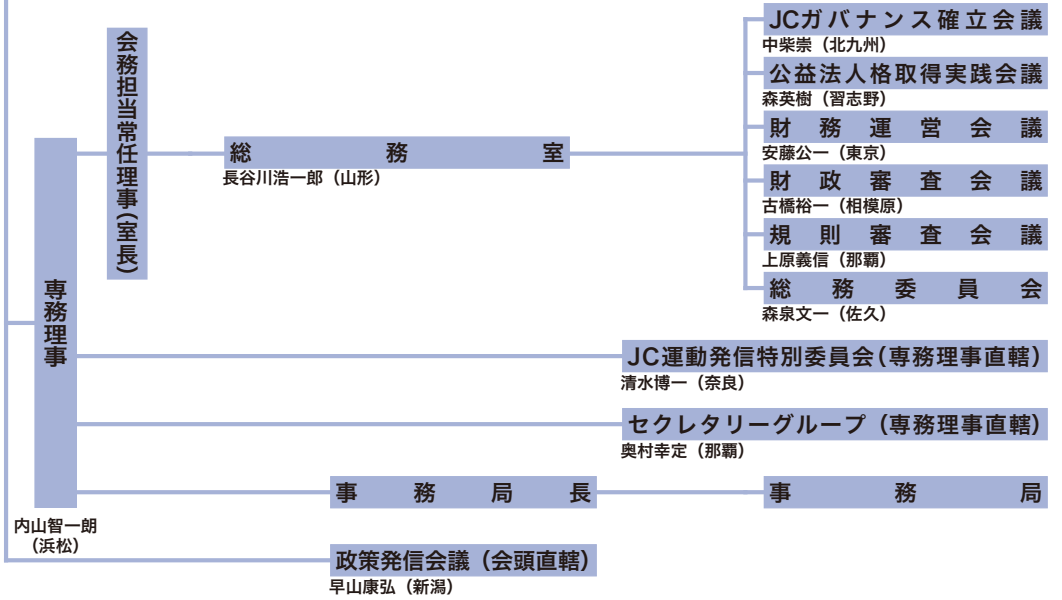 JCガバナンス確立会議
中柴崇（北九州）
公益法人格取得実践会議
森英樹（習志野）
財務運営会議
安藤公一（東京）
財政審査会議
古橋裕一（相模原）
規則審査会議
上原義信（那覇）
総務委員会
森泉文一（佐久）
会務担当常任理事（室長）
総務室
長谷川浩一郎（山形）
専務理事
内山智一朗
（浜松）
JC運動発信特別委員会（専務理事直轄）
清水博一（奈良）
セクレタリーグループ（専務理事直轄）
奥村幸定（那覇）
事務局長
事務局
政策発信会議（会頭直轄）
早山康弘（新潟）